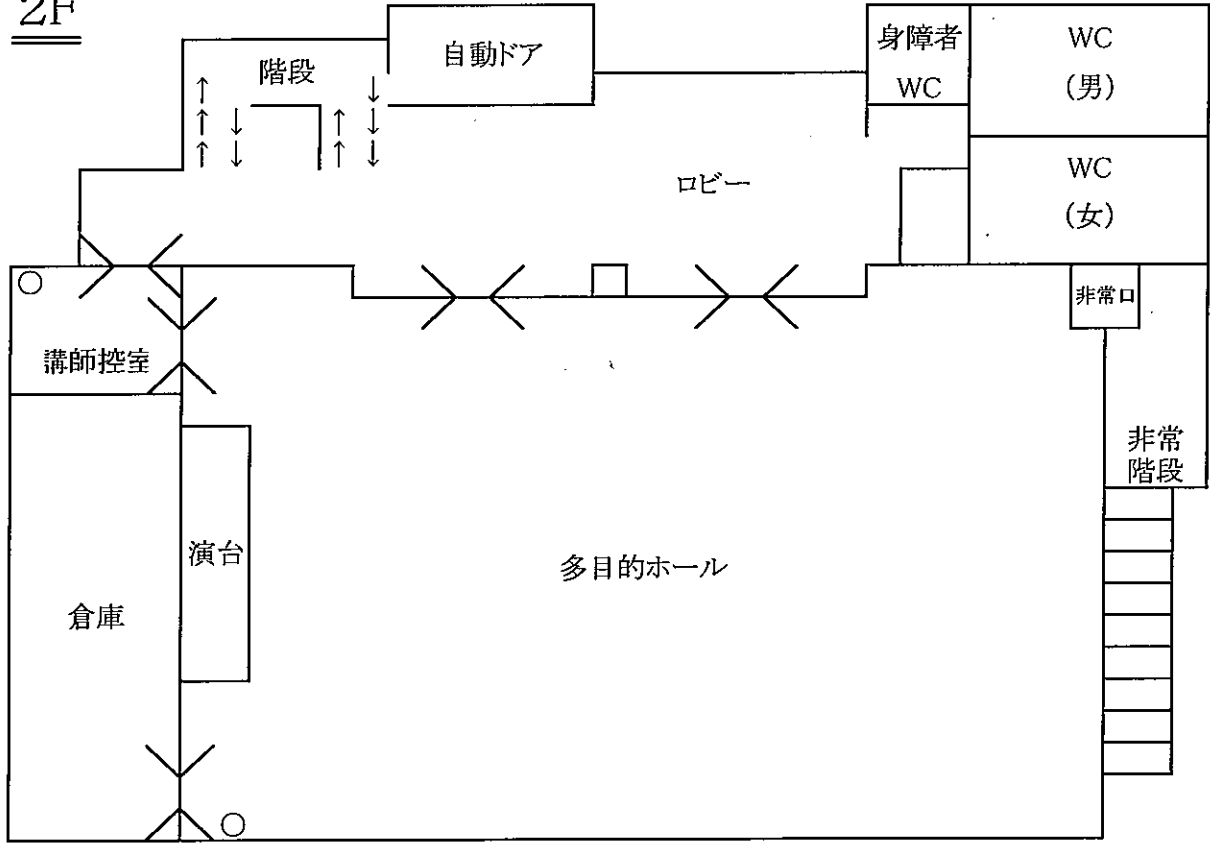 2F
自動ドア
階段
身障者
WC
WC
(男)
↑
↑↓
↑↓
↑
↑
↓
↓
↓
ロビー
WC
(女)
非常口
講師控室
○
非常
階段
演台
多目的ホール
倉庫
○